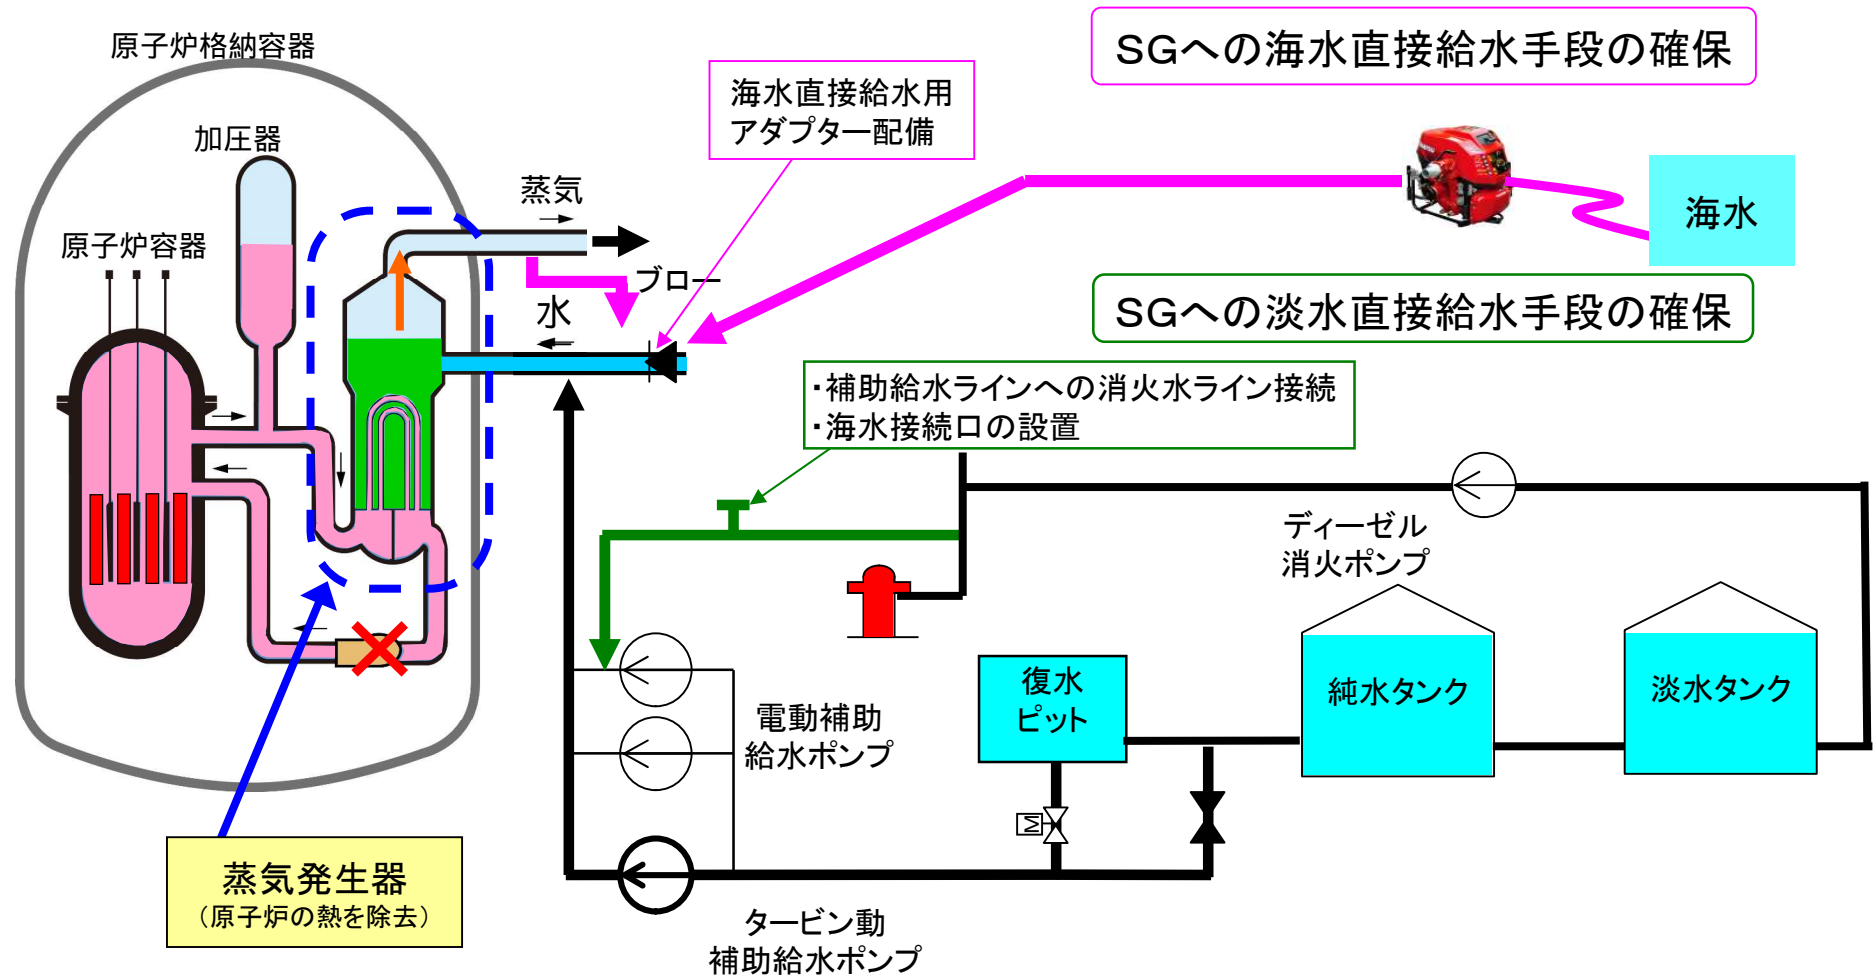 原子炉格納容器
SGへの海水直接給水手段の確保
海水直接給水用
アダプター配備
加圧器
蒸気
海水
原子炉容器
ブロー
水
SGへの淡水直接給水手段の確保
・補助給水ラインへの消火水ライン接続
・海水接続口の設置
ディーゼル
消火ポンプ
復水
ピット
純水タンク
淡水タンク
電動補助
給水ポンプ
M
蒸気発生器
（原子炉の熱を除去）
タービン動
補助給水ポンプ